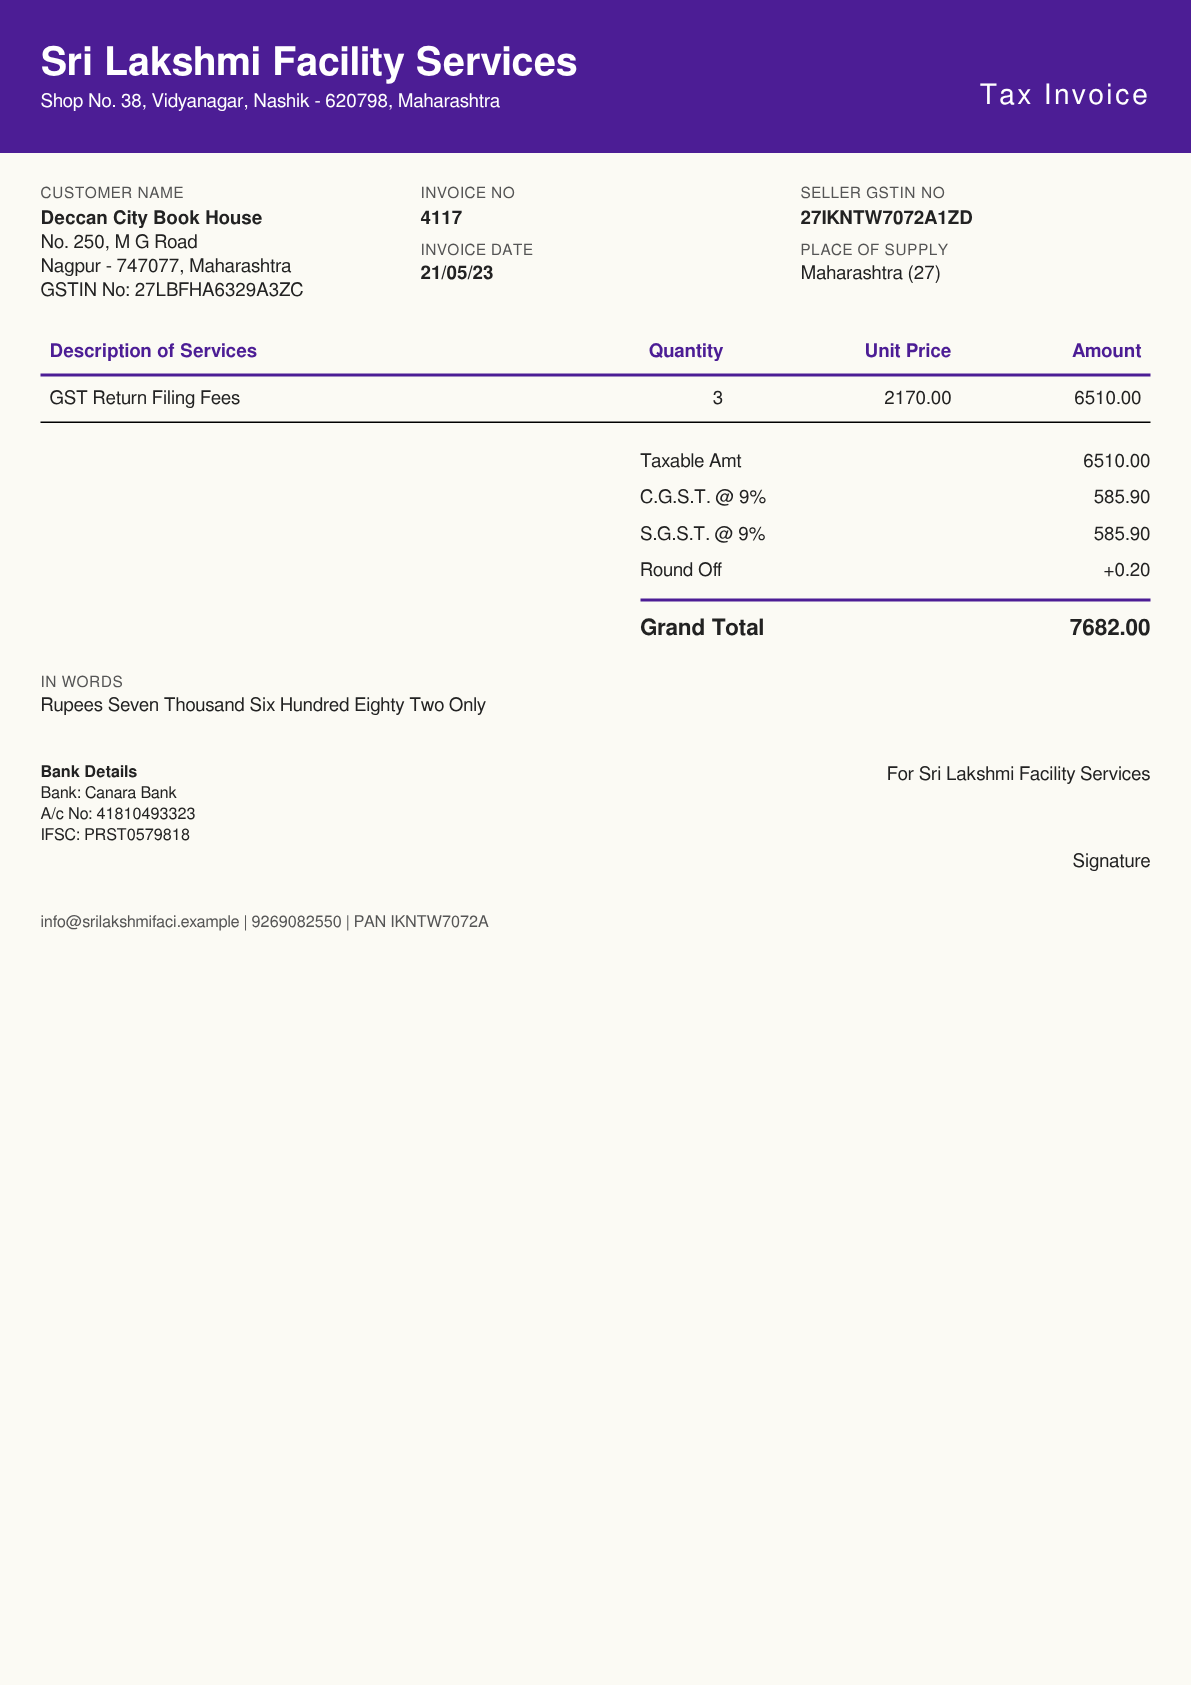 Sri Lakshmi Facility Services
Shop No. 38, Vidyanagar, Nashik - 620798, Maharashtra
Tax Invoice
CUSTOMER NAME
Deccan City Book House
No. 250, M G Road
Nagpur - 747077, Maharashtra
GSTIN No: 27LBFHA6329A3ZC
INVOICE NO
4117
INVOICE DATE
21/05/23
SELLER GSTIN NO
27IKNTW7072A1ZD
PLACE OF SUPPLY
Maharashtra (27)
Description of Services Quantity Unit Price Amount
GST Return Filing Fees 3 2170.00 6510.00
Taxable Amt 6510.00
C.G.S.T. @ 9% 585.90
S.G.S.T. @ 9% 585.90
Round Off +0.20
Grand Total 7682.00
IN WORDS
Rupees Seven Thousand Six Hundred Eighty Two Only
Bank Details
Bank: Canara Bank
A/c No: 41810493323
IFSC: PRST0579818
For Sri Lakshmi Facility Services
Signature
info@srilakshmifaci.example | 9269082550 | PAN IKNTW7072A